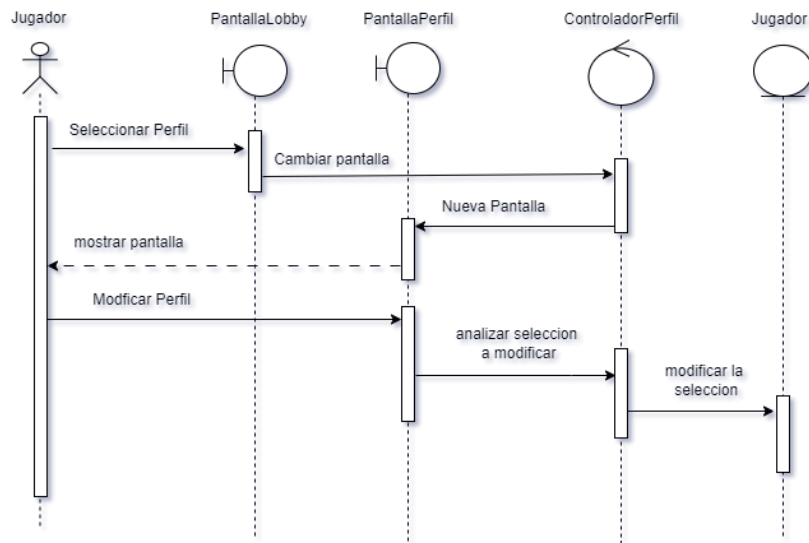 Jugador
PantallaLobby
PantallaPerfil
ControladorPerfil
Jugador
Seleccionar Perfil
Cambiar pantalla
Nueva Pantalla
mostrar pantalla
Modficar Perfil
analizar seleccion
a modificar
modificar la
seleccion